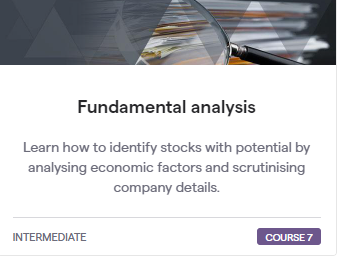 Fundamental analysis
Learn how to identify stocks with potential by
analysing economic factors and scrutinising
company details.
INTERMEDIATE
COURSE 7